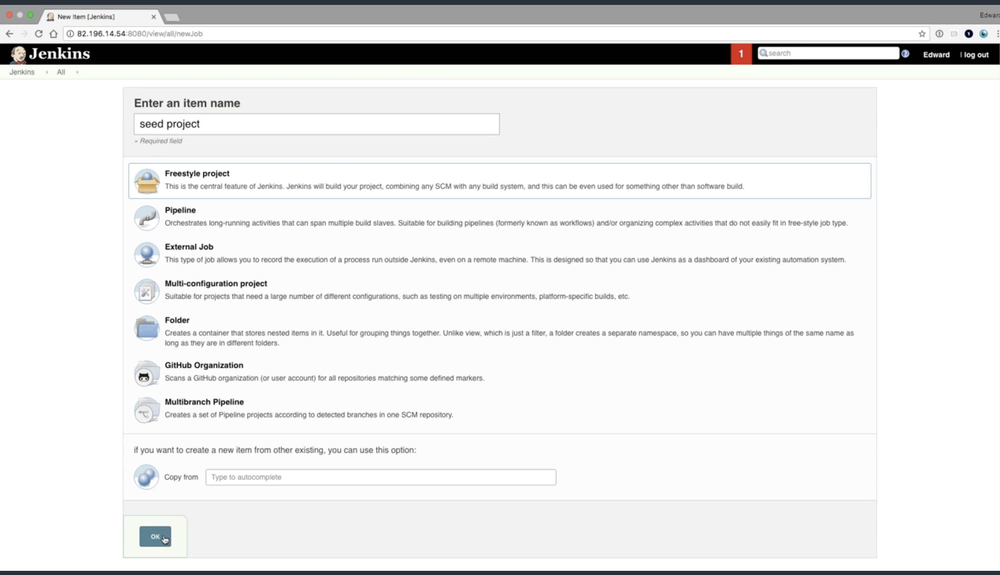 New Item [Jenkins]
Edward
82.196.14.54:8080/view/all/newJob
Jenkins
1
search
Edward
| log out
Jenkins
All
Enter an item name
seed project
» Required field
Freestyle project
This is the central feature of Jenkins. Jenkins will build your project, combining any SCM with any build system, and this can be even used for something other than software build.
Pipeline
Orchestrates long-running activities that can span multiple build slaves. Suitable for building pipelines (formerly known as workflows) and/or organizing complex activities that do not easily fit in free-style job type.
External Job
This type of job allows you to record the execution of a process run outside Jenkins, even on a remote machine. This is designed so that you can use Jenkins as a dashboard of your existing automation system.
Multi-configuration project
Suitable for projects that need a large number of different configurations, such as testing on multiple environments, platform-specific builds, etc.
Folder
Creates a container that stores nested items in it. Useful for grouping things together. Unlike view, which is just a filter, a folder creates a separate namespace, so you can have multiple things of the same name as
long as they are in different folders.
GitHub Organization
Scans a GitHub organization (or user account) for all repositories matching some defined markers.
Multibranch Pipeline
Creates a set of Pipeline projects according to detected branches in one SCM repository.
if you want to create a new item from other existing, you can use this option:
Copy from
Type to autocomplete
OK